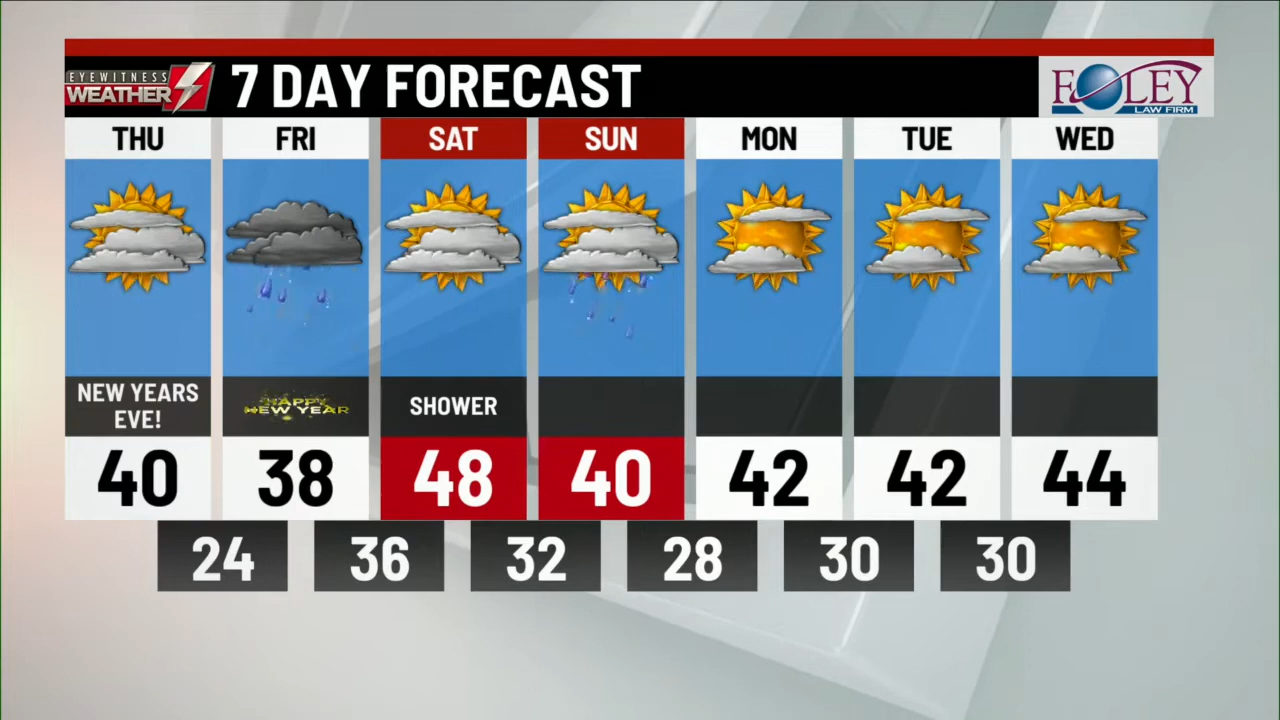 EYEWITNESS
WEATHER
7 DAY FORECAST
FOLEY
LAW FIRM
THU
FRI
SAT
SUN
MON
TUE
WED
NEW YEARS
EVE!
HAPPY
NEW YEAR
SHOWER
40
38
48
40
42
42
44
24
36
32
28
30
30